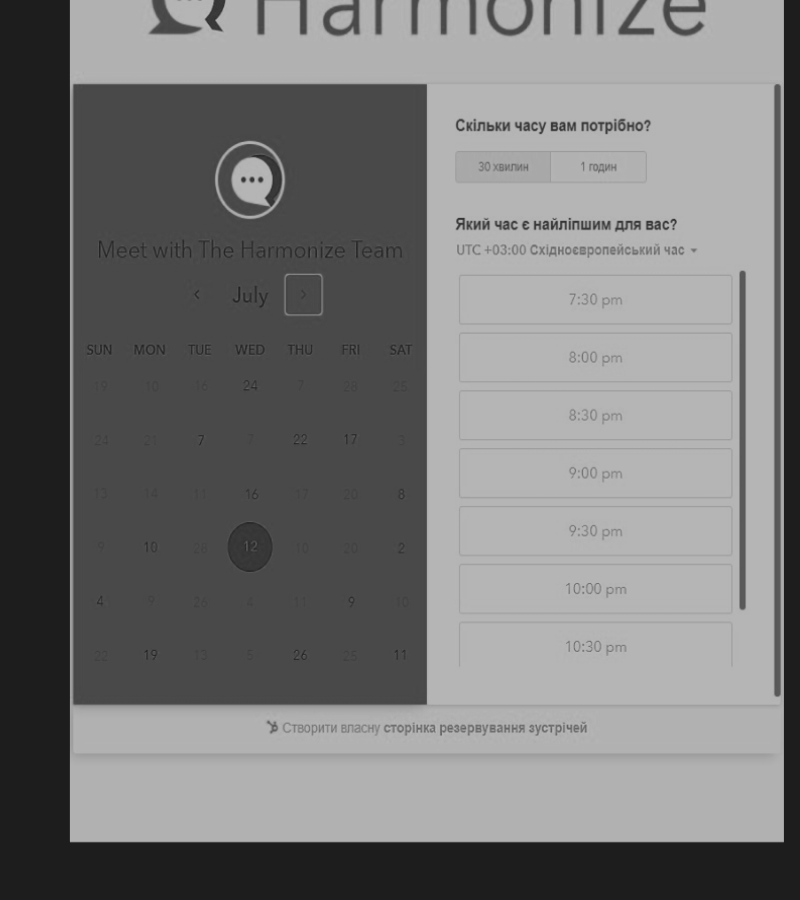 Harmonize
Meet with The Harmonize Team
July
SUN MON TUE WED THU FRI SAT
19 10 16 24 7 28 25
24 21 7 7 22 17 3
13 14 11 16 17 20 8
9 10 28 12 10 20 2
4 9 26 4 11 9 10
22 19 13 5 26 25 11
Скільки часу вам потрібно?
30 хвилин 1 годин
Який час є найліпшим для вас?
UTC +03:00 Східноєвропейський час
7:30 pm
8:00 pm
8:30 pm
9:00 pm
9:30 pm
10:00 pm
10:30 pm
Створити власну сторінка резервування зустрічей